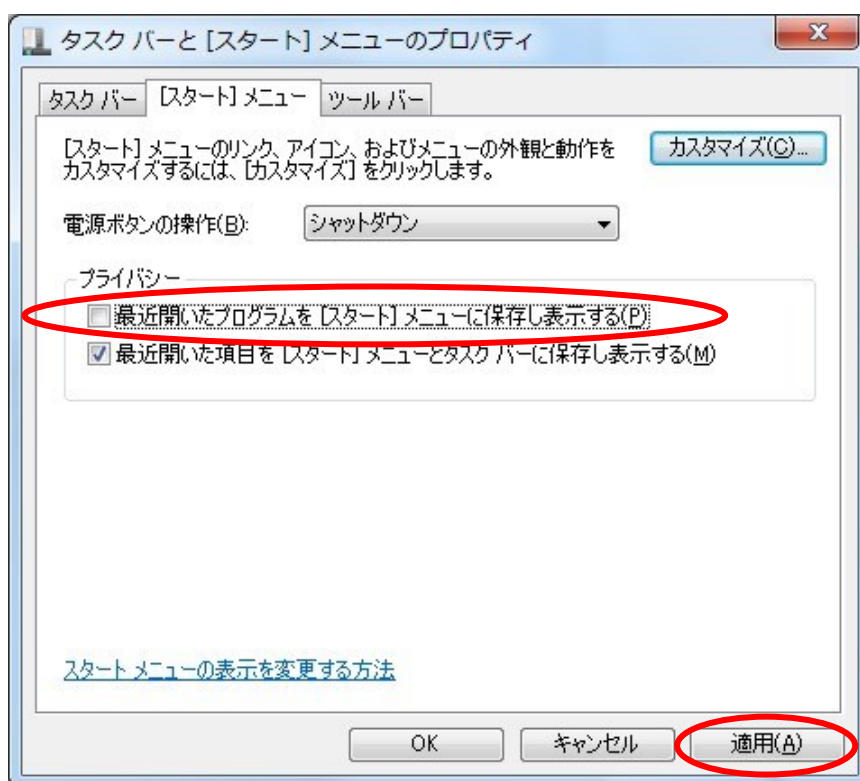 タスク バーと [スタート] メニューのプロパティ
タスク バー [スタート] メニュー ツール バー
[スタート] メニューのリンク、アイコン、およびメニューの外観と動作を
カスタマイズするには、[カスタマイズ] をクリックします。
カスタマイズ(C)...
電源ボタンの操作(B):
シャットダウン
プライバシー
最近開いたプログラムを [スタート] メニューに保存し表示する(P)
最近開いた項目を [スタート] メニューとタスク バーに保存し表示する(M)
スタート メニューの表示を変更する方法
OK キャンセル 適用(A)